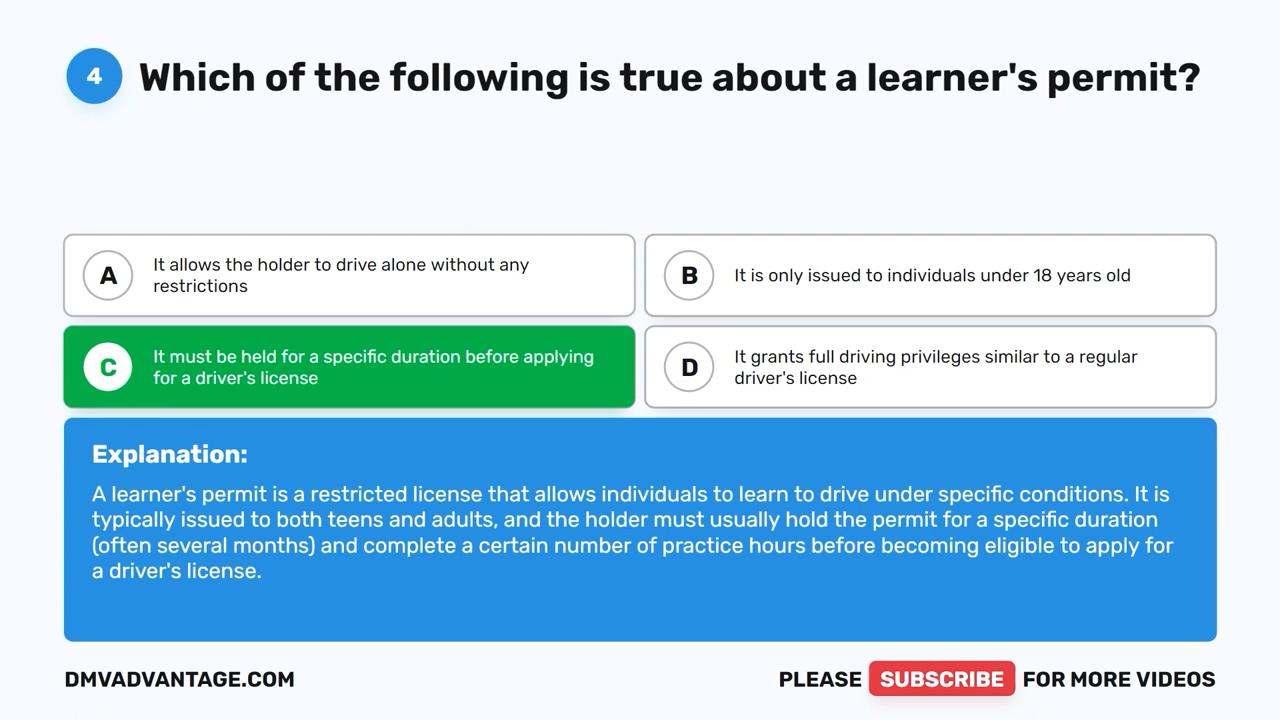 4 Which of the following is true about a learner's permit?
A It allows the holder to drive alone without any
restrictions
B It is only issued to individuals under 18 years old
C It must be held for a specific duration before applying
for a driver's license
D It grants full driving privileges similar to a regular
driver's license
Explanation:
A learner's permit is a restricted license that allows individuals to learn to drive under specific conditions. It is
typically issued to both teens and adults, and the holder must usually hold the permit for a specific duration
(often several months) and complete a certain number of practice hours before becoming eligible to apply for
a driver's license.
DMVADVANTAGE.COM
PLEASE SUBSCRIBE FOR MORE VIDEOS